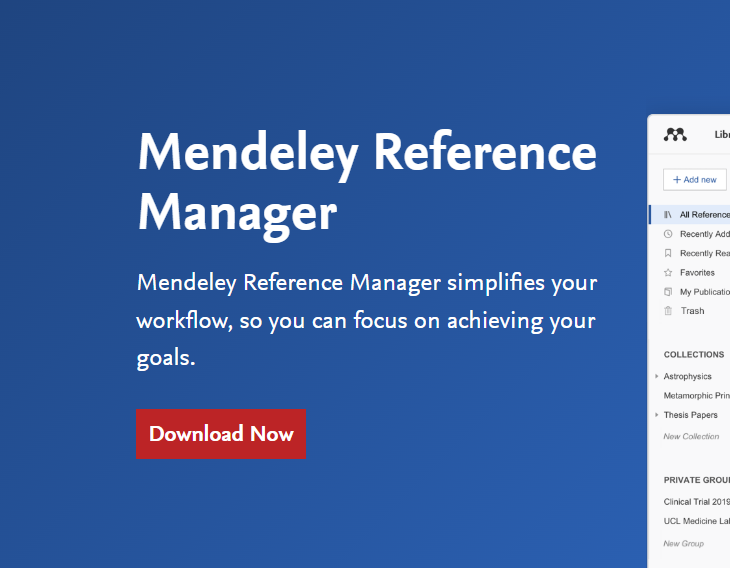 Mendeley Reference
Manager
Mendeley Reference Manager simplifies your
workflow, so you can focus on achieving your
goals.
Download Now
+ Add new
All Reference
Recently Add
Recently Rea
Favorites
My Publicatio
Trash
COLLECTIONS
Astrophysics
Metamorphic Prin
Thesis Papers
New Collection
PRIVATE GROU
Clinical Trial 2019
UCL Medicine La
New Group